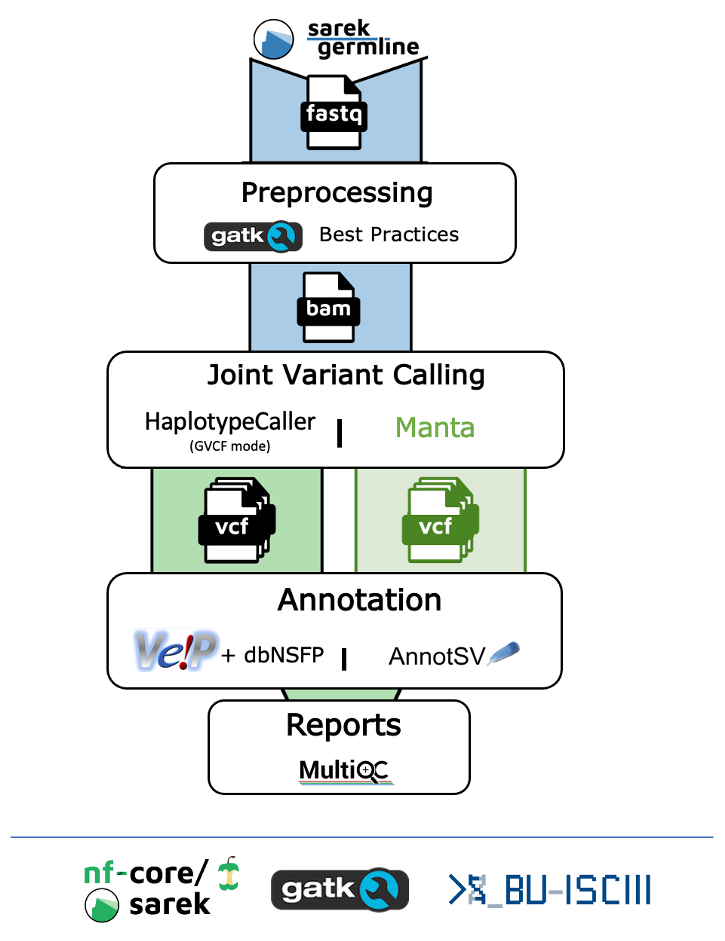 sarek
germline
fastq
Preprocessing
gatk Best Practices
bam
Joint Variant Calling
HaplotypeCaller | Manta
(GVCF mode)
vcf vcf
Annotation
Ve!P + dbNSFP | AnnotSV
Reports
MultiQC
nf-core/
sarek
gatk
>_BU-ISCIII